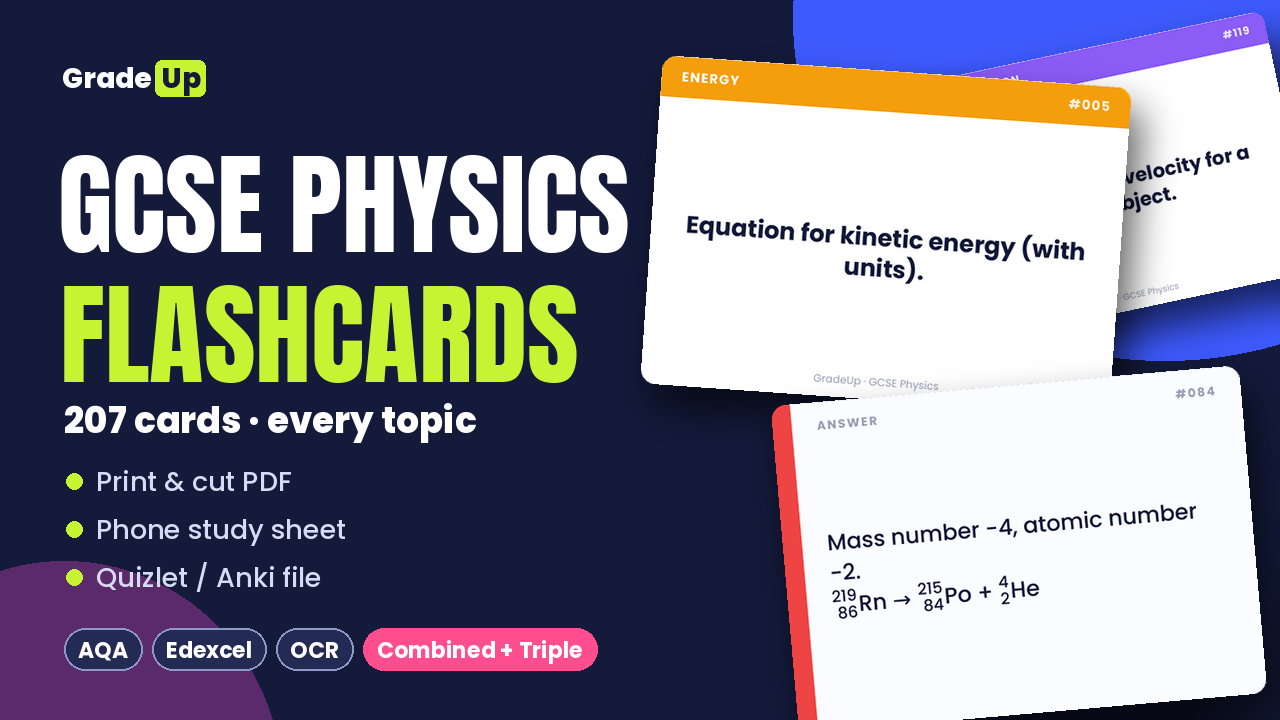 Grade Up
GCSE PHYSICS
FLASHCARDS
207 cards · every topic
Print & cut PDF
Phone study sheet
Quizlet / Anki file
AQA
Edexcel
OCR
Combined + Triple
ENERGY
#005
Equation for kinetic energy (with
units).
GradeUp · GCSE Physics
#119
velocity for a
bject.
· GCSE Physics
ANSWER
#084
Mass number -4, atomic number
-2.
²¹⁹₈₆Rn → ²¹⁵₈₄Po + ⁴₂He